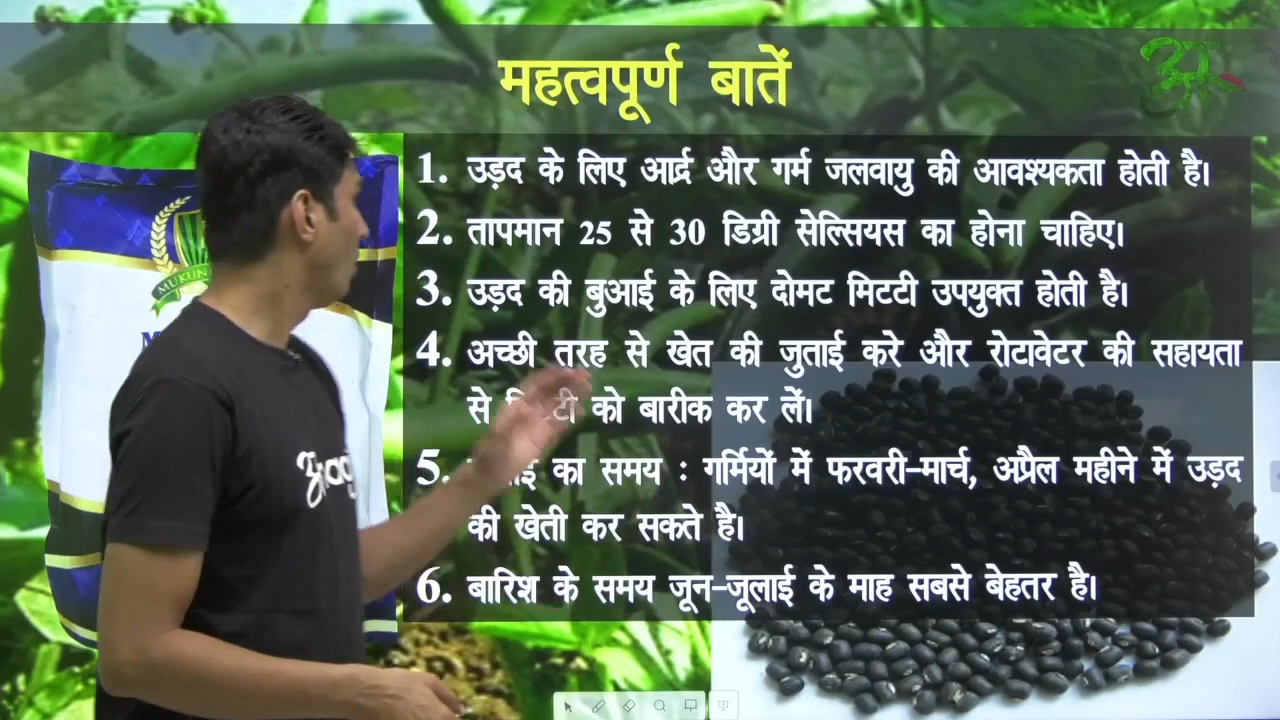 महत्वपूर्ण बातें
1. उड़द के लिए आर्द्र और गर्म जलवायु की आवश्यकता होती है।
2. तापमान 25 से 30 डिग्री सेल्सियस का होना चाहिए।
3. उड़द की बुआई के लिए दोमट मिटटी उपयुक्त होती है।
4. अच्छी तरह से खेत की जुताई करे और रोटावेटर की सहायता
से को बारीक कर लें।
5. का समय : गर्मियों में फरवरी-मार्च, अप्रैल महीने में उड़द
की खेती कर सकते है।
6. बारिश के समय जून-जूलाई के माह सबसे बेहतर है।